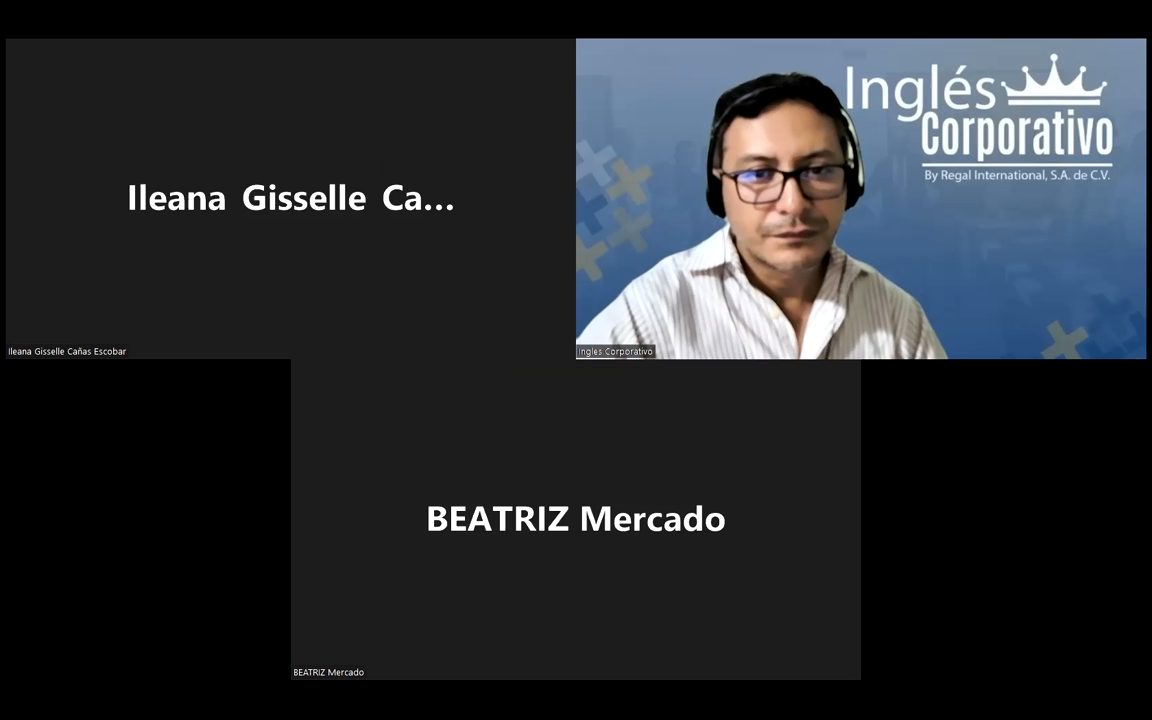 Ileana Gisselle Ca...
Ileana Gisselle Cañas Escobar
Inglés
Corporativo
By Regal International, S.A. de C.V.
Ingles Corporativo
BEATRIZ Mercado
BEATRIZ Mercado